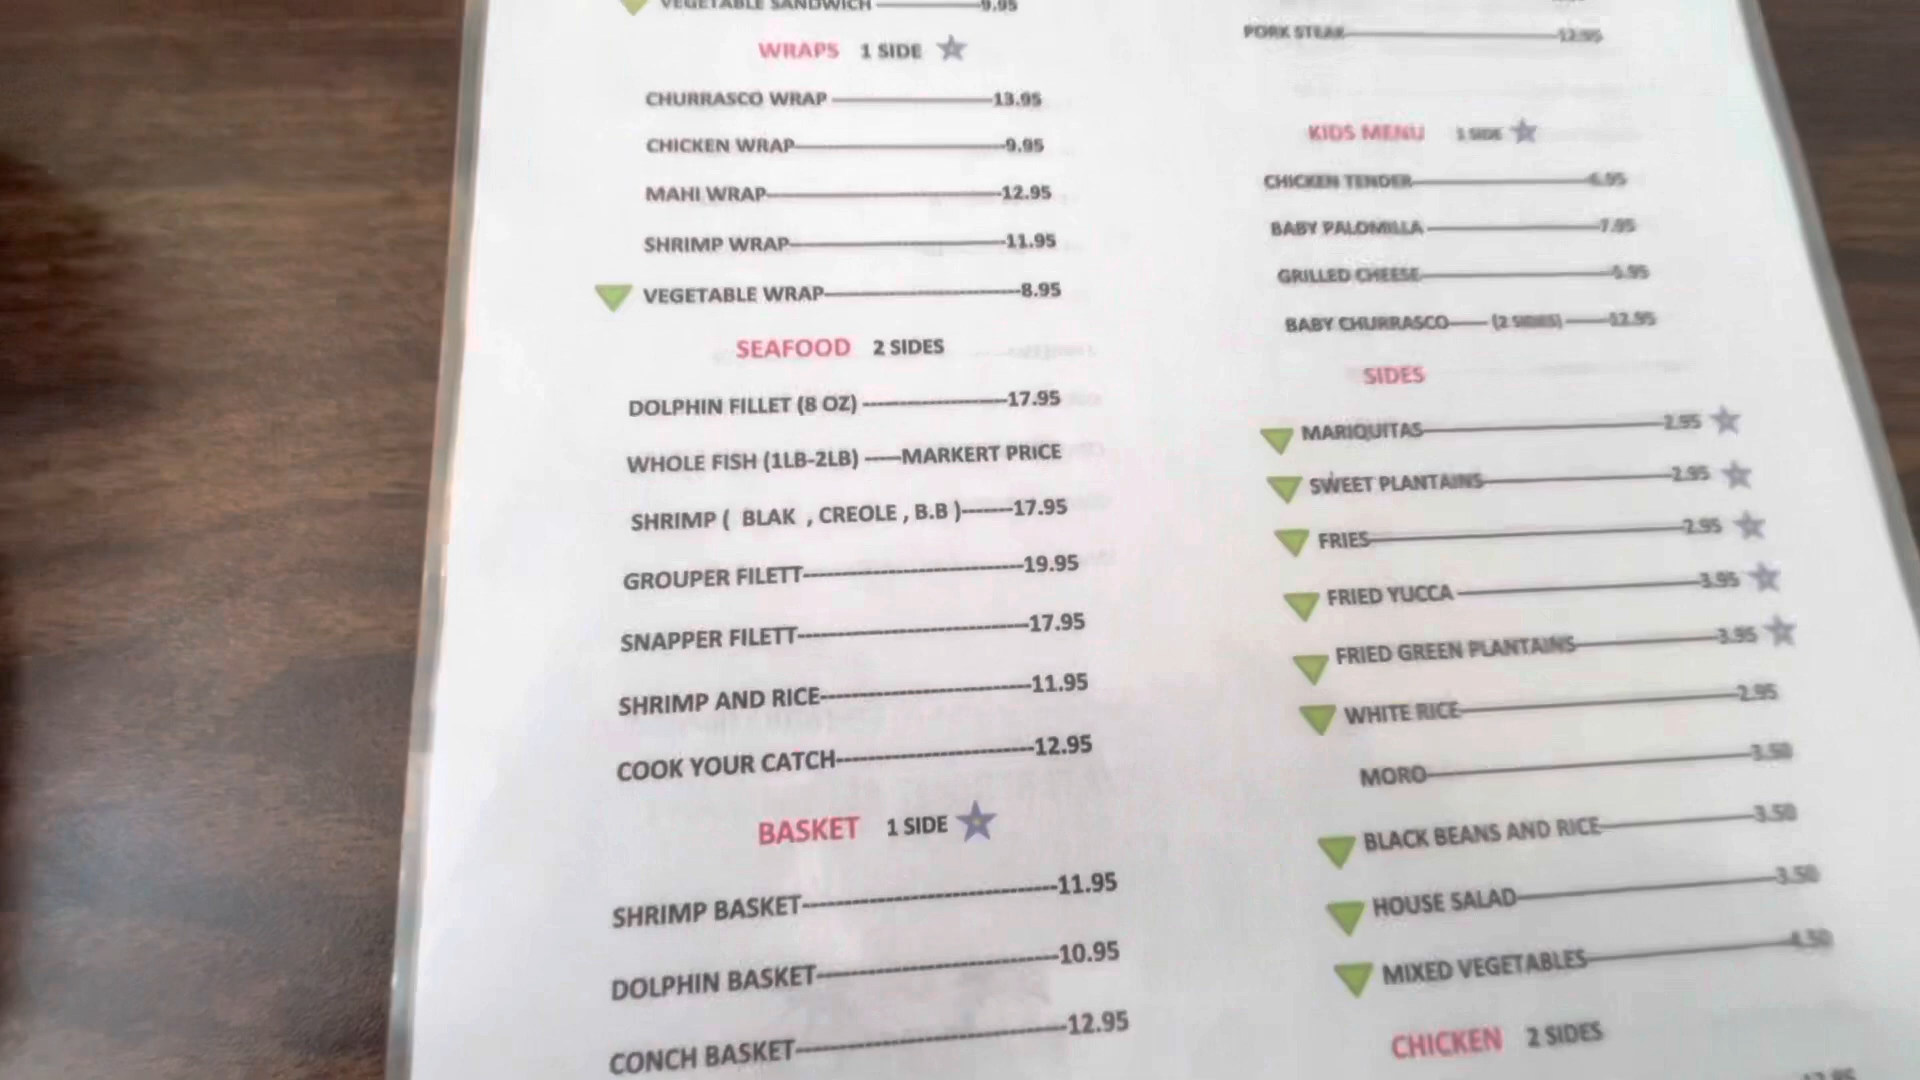 VEGETABLE SANDWICH 9.95
WRAPS 1 SIDE
CHURRASCO WRAP 13.95
CHICKEN WRAP 9.95
MAHI WRAP 12.95
SHRIMP WRAP 11.95
VEGETABLE WRAP 8.95
SEAFOOD 2 SIDES
DOLPHIN FILLET (8 OZ) 17.95
WHOLE FISH (1LB-2LB) MARKERT PRICE
SHRIMP ( BLAK , CREOLE , B.B ) 17.95
GROUPER FILETT 19.95
SNAPPER FILETT 17.95
SHRIMP AND RICE 11.95
COOK YOUR CATCH 12.95
BASKET 1 SIDE
SHRIMP BASKET 11.95
DOLPHIN BASKET 10.95
CONCH BASKET 12.95
PORK STEAK 12.95
KIDS MENU 1 SIDE
CHICKEN TENDER 6.95
BABY PALOMILLA 7.95
GRILLED CHEESE 5.95
BABY CHURRASCO (2 SIDES) 12.95
SIDES
MARIQUITAS 2.95
SWEET PLANTAINS 2.95
FRIES 2.95
FRIED YUCCA 3.95
FRIED GREEN PLANTAINS 3.95
WHITE RICE 2.95
MORO 3.50
BLACK BEANS AND RICE 3.50
HOUSE SALAD 3.50
MIXED VEGETABLES 4.50
CHICKEN 2 SIDES